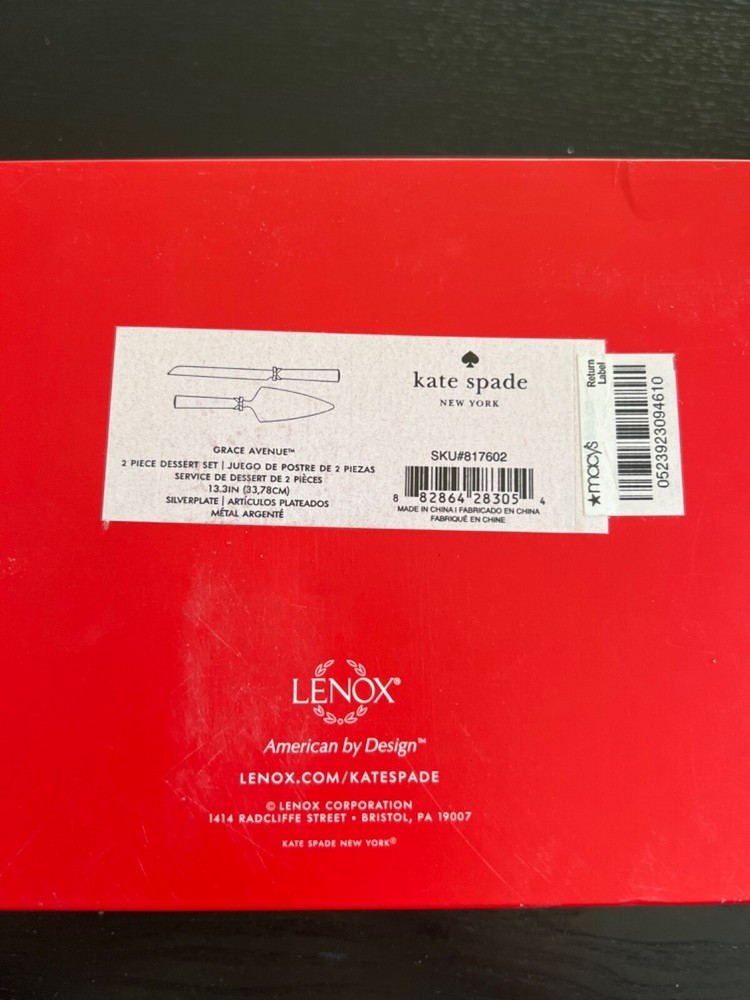 GRACE AVENUE™
2 PIECE DESSERT SET | JUEGO DE POSTRE DE 2 PIEZAS
SERVICE DE DESSERT DE 2 PIÈCES
13.3IN (33,78CM)
SILVERPLATE | ARTÍCULOS PLATEADOS
MÉTAL ARGENTÉ
kate spade
NEW YORK
SKU#817602
8 82864 28305 4
MADE IN CHINA I FABRICADO EN CHINA
FABRIQUÉ EN CHINE
★macy's
Return
Label
0523923094610
LENOX®
American by Design™
LENOX.COM/KATESPADE
© LENOX CORPORATION
1414 RADCLIFFE STREET • BRISTOL, PA 19007
KATE SPADE NEW YORK®